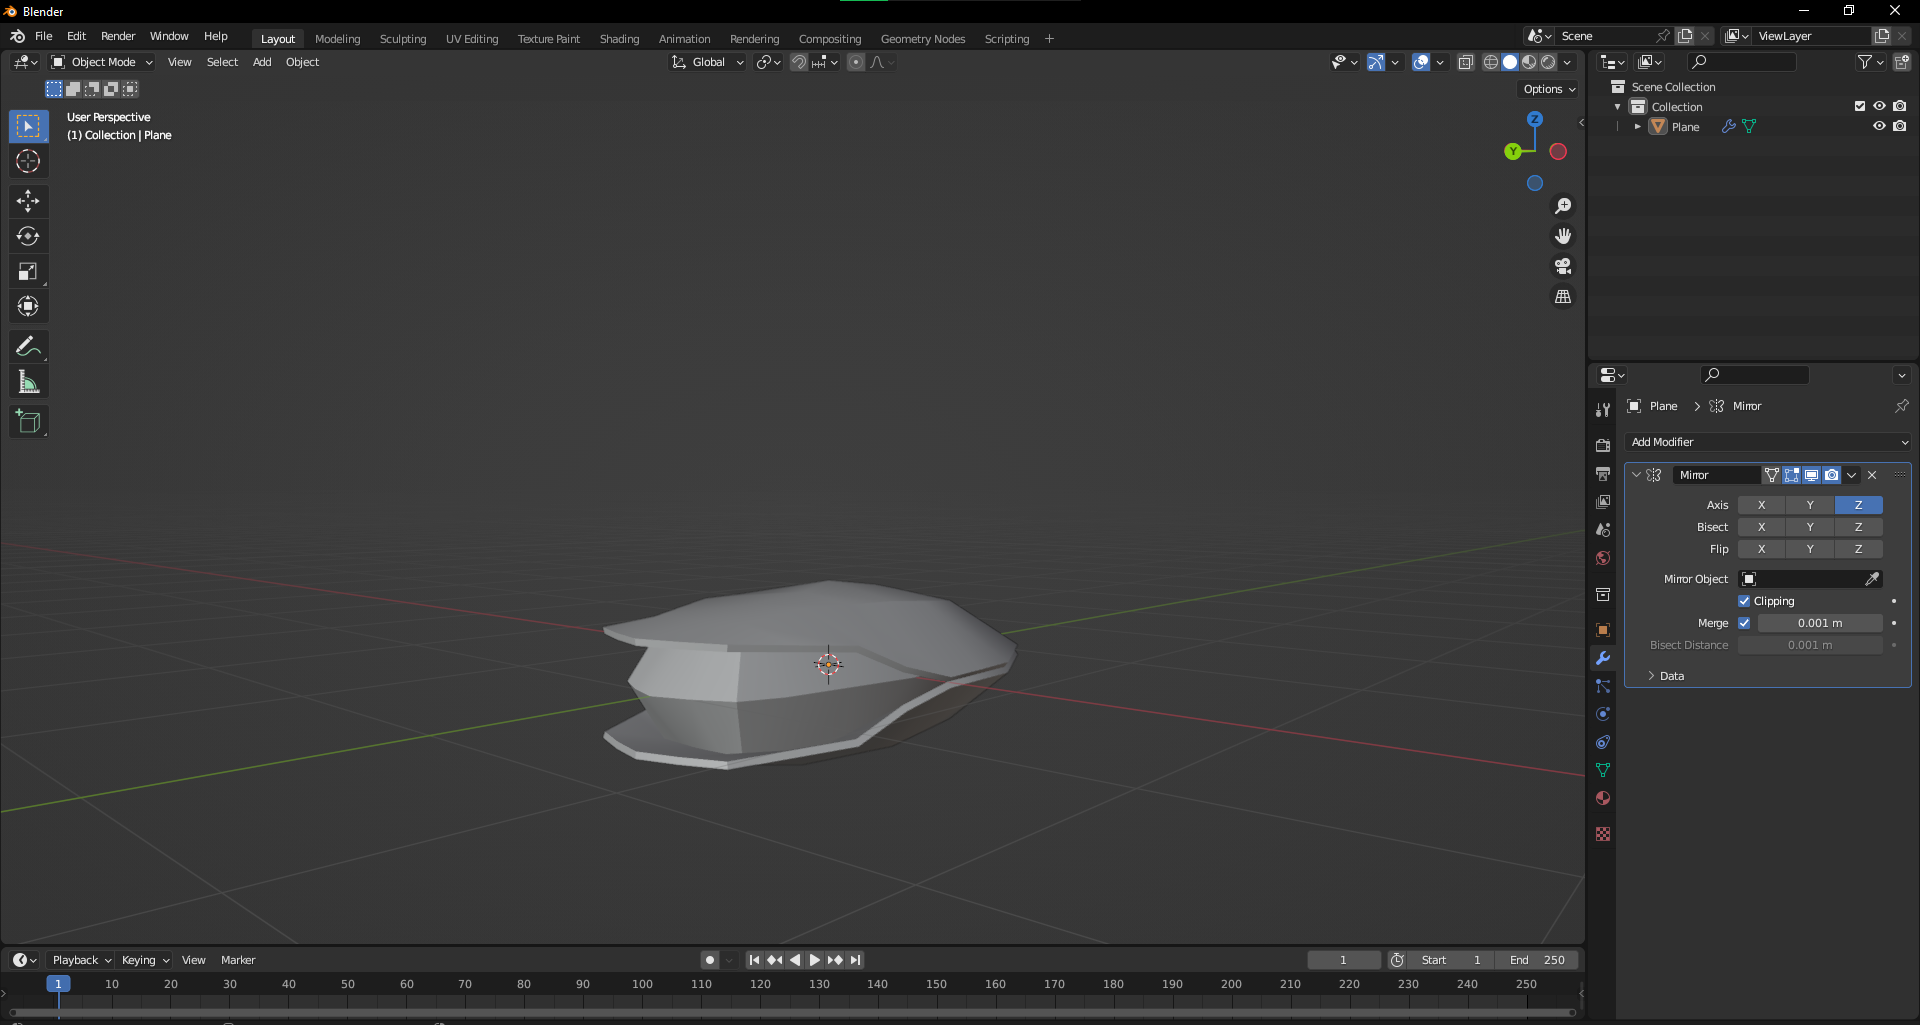 Blender
File Edit Render Window Help Layout Modeling Sculpting UV Editing Texture Paint Shading Animation Rendering Compositing Geometry Nodes Scripting + Scene ViewLayer
Object Mode View Select Add Object Global
Options
User Perspective
(1) Collection | Plane
Z
Y
Scene Collection
Collection
Plane
Plane > Mirror
Add Modifier
Mirror
Axis X Y Z
Bisect X Y Z
Flip X Y Z
Mirror Object
Clipping
Merge 0.001 m
Bisect Distance 0.001 m
Data
Playback Keying View Marker 1 Start 1 End 250
1 10 20 30 40 50 60 70 80 90 100 110 120 130 140 150 160 170 180 190 200 210 220 230 240 250